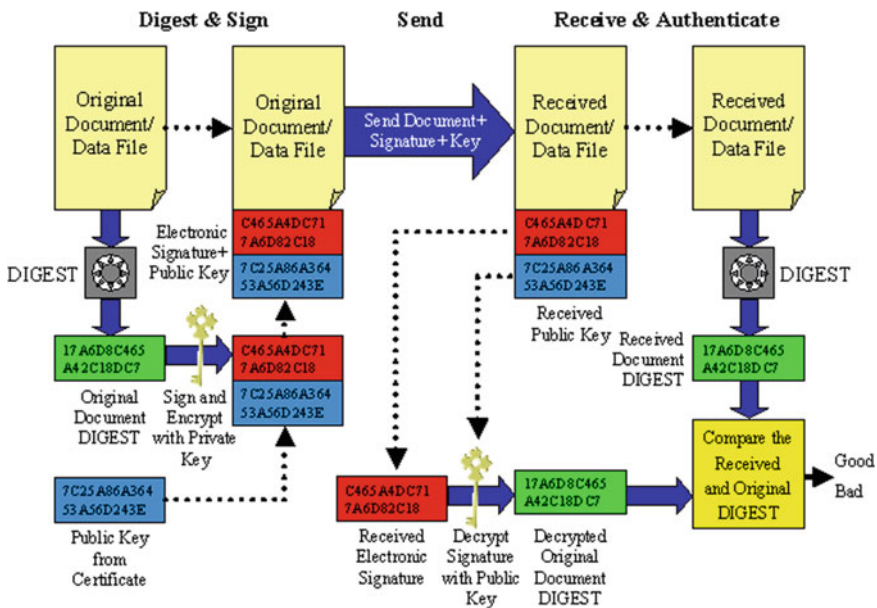 Digest & Sign
Send
Receive & Authenticate
Original
Document/
Data File
Original
Document/
Data File
Send Document+
Signature+Key
Received
Document/
Data File
Received
Document/
Data File
Electronic
Signature+
Public Key
C465A4DC71
7A6D82C18
7C25A86A364
53A56D243E
C465A4DC71
7A6D82C18
7C25A86A364
53A56D243E
Received
Public Key
DIGEST
DIGEST
17A6D8C465
A42C18DC7
Original
Document
DIGEST
Sign and
Encrypt
with Private
Key
C465A4DC71
7A6D82C18
7C25A86A364
53A56D243E
Received
Document
DIGEST
17A6D8C465
A42C18DC7
7C25A86A364
53A56D243E
Public Key
from
Certificate
C465A4DC71
7A6D82C18
Received
Electronic
Signature
Decrypt
Signature
with Public
Key
17A6D8C465
A42C18DC7
Decrypted
Original
Document
DIGEST
Compare the
Received
and Original
DIGEST
Good
Bad